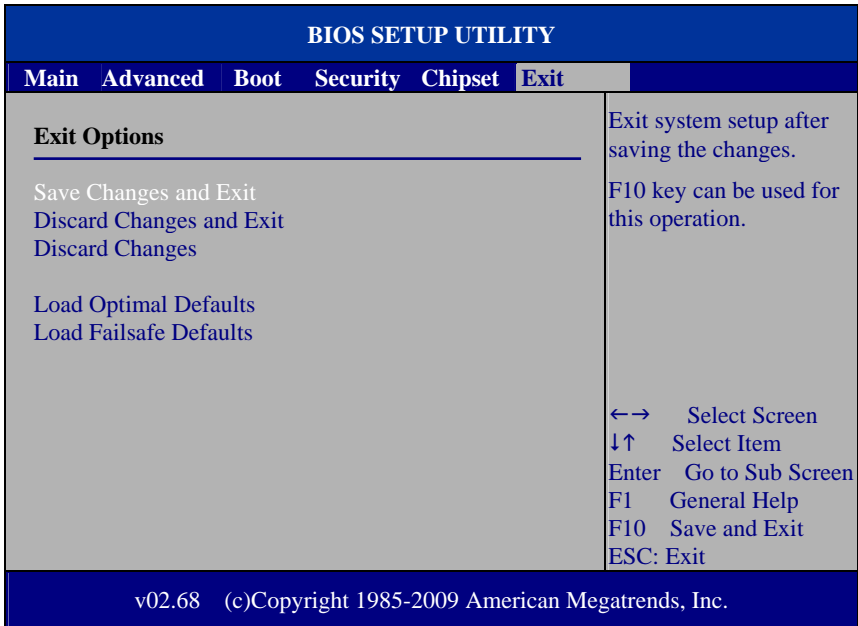 BIOS SETUP UTILITY
Main Advanced Boot Security Chipset Exit
Exit Options
Save Changes and Exit
Discard Changes and Exit
Discard Changes
Load Optimal Defaults
Load Failsafe Defaults
Exit system setup after
saving the changes.
F10 key can be used for
this operation.
←→ Select Screen
↓↑ Select Item
Enter Go to Sub Screen
F1 General Help
F10 Save and Exit
ESC: Exit
v02.68 (c)Copyright 1985-2009 American Megatrends, Inc.